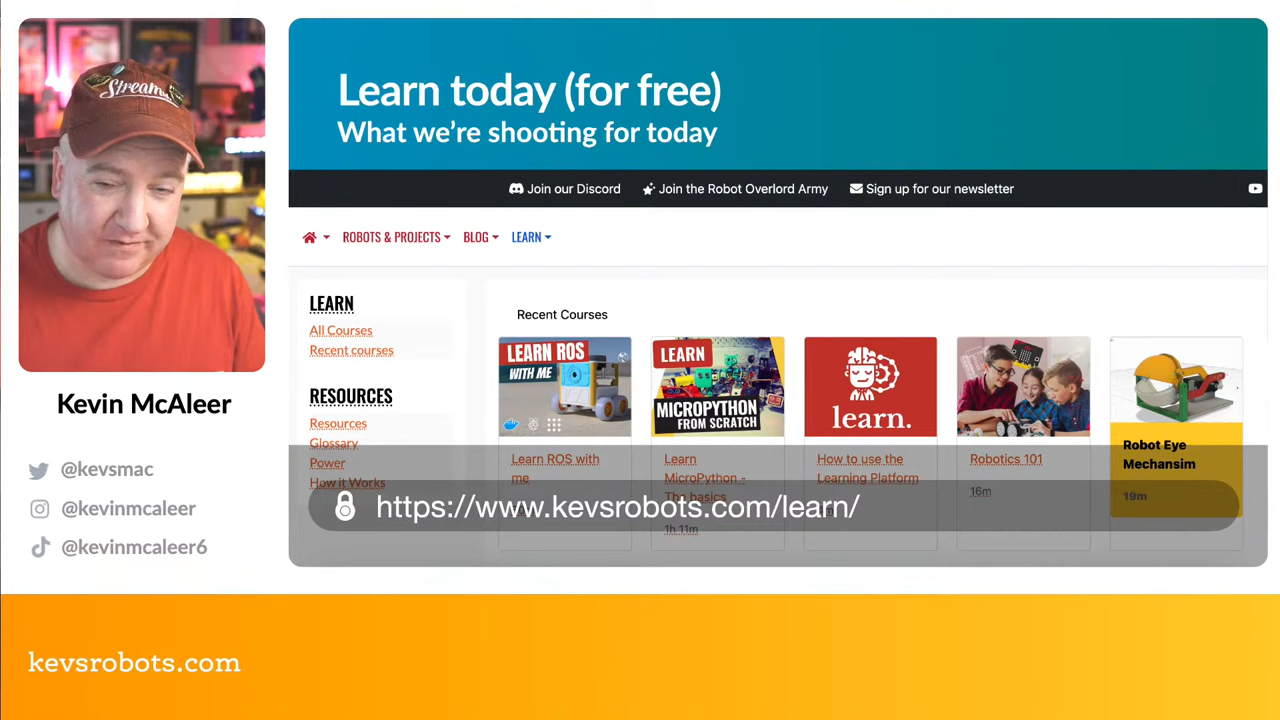 Stream
Kevin McAleer
@kevsmac
@kevinmcaleer
@kevinmcaleer6
Learn today (for free)
What we're shooting for today
Join our Discord
Join the Robot Overlord Army
Sign up for our newsletter
ROBOTS & PROJECTS
BLOG
LEARN
LEARN
All Courses
Recent courses
RESOURCES
Resources
Glossary
Power
How it Works
Recent Courses
LEARN ROS
WITH ME
Learn ROS with
me
LEARN
MICROPYTHON
FROM SCRATCH
Learn
MicroPython -
The basics
1h 11m
learn.
How to use the
Learning Platform
Robotics 101
16m
Robot Eye
Mechansim
19m
https://www.kevsrobots.com/learn/
kevsrobots.com